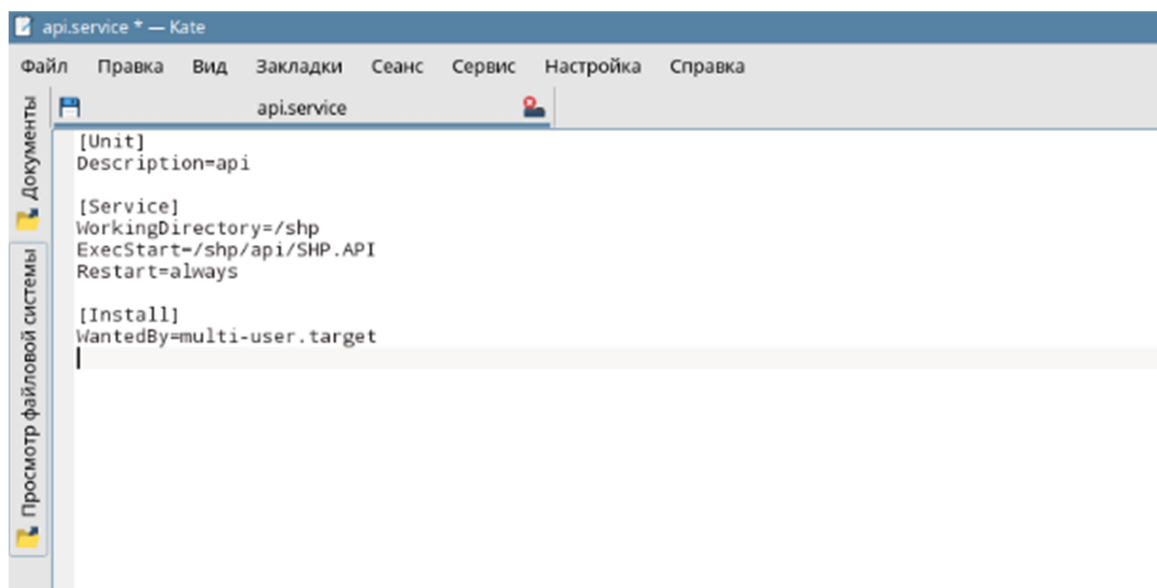 api.service * — Kate
Файл Правка Вид Закладки Сеанс Сервис Настройка Справка
api.service
Документы
Просмотр файловой системы
[Unit]
Description=api
[Service]
WorkingDirectory=/shp
ExecStart=/shp/api/SHP.API
Restart=always
[Install]
WantedBy=multi-user.target